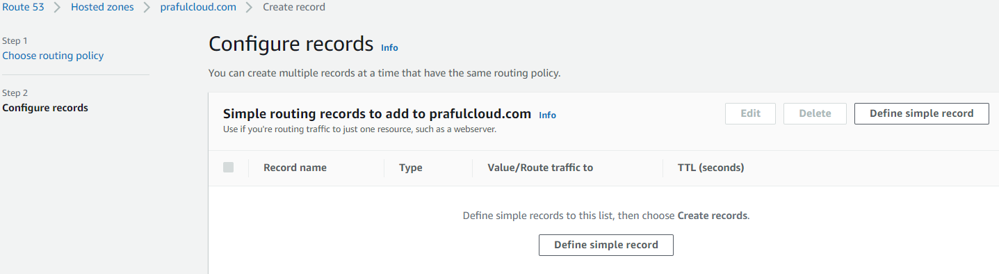 Route 53 > Hosted zones > prafulcloud.com > Create record
Step 1
Choose routing policy
Step 2
Configure records
Configure records Info
You can create multiple records at a time that have the same routing policy.
Simple routing records to add to prafulcloud.com Info
Use if you're routing traffic to just one resource, such as a webserver.
Edit Delete Define simple record
Record name Type Value/Route traffic to TTL (seconds)
Define simple records to this list, then choose Create records.
Define simple record